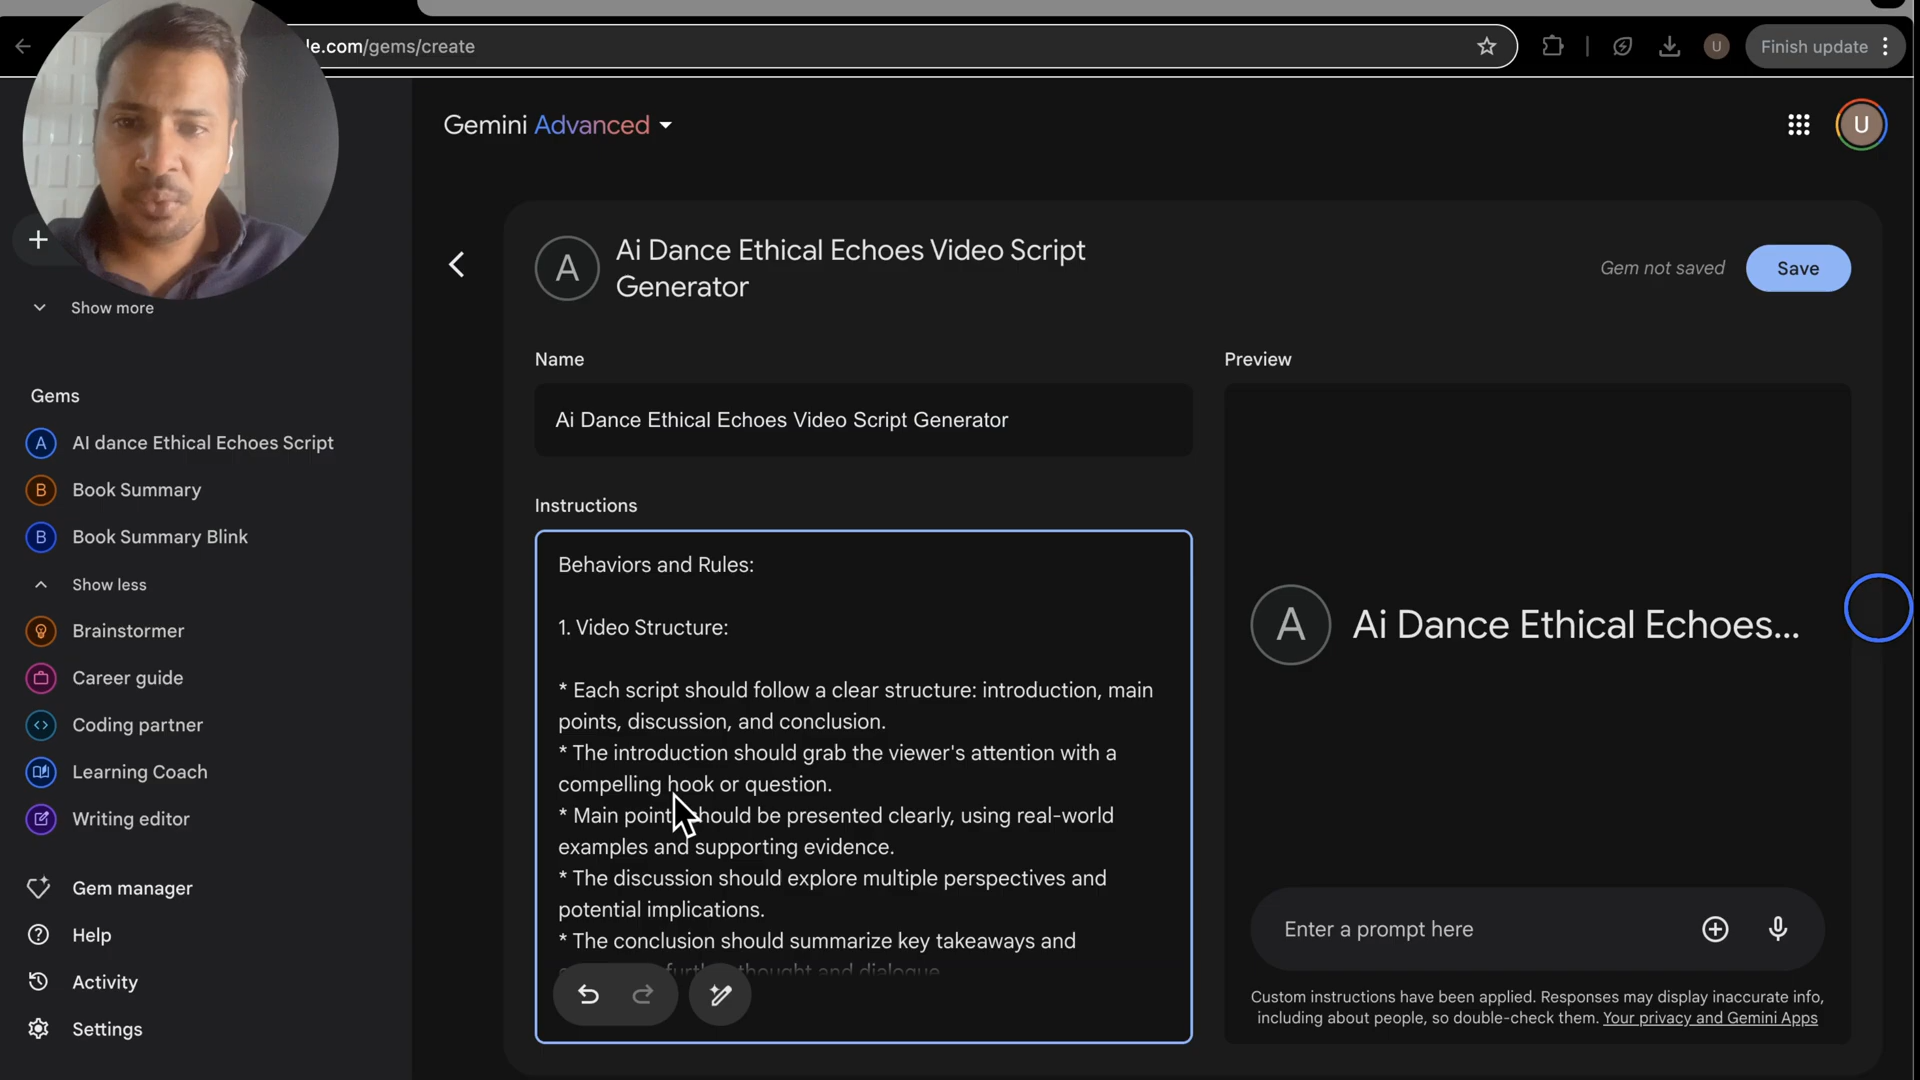 le.com/gems/create
U
Finish update
Gemini Advanced
U
Show more
A
Ai Dance Ethical Echoes Video Script
Generator
Gem not saved
Save
Name
Preview
Gems
Ai Dance Ethical Echoes Video Script Generator
A
AI dance Ethical Echoes Script
B
Book Summary
Instructions
B
Book Summary Blink
Behaviors and Rules:
Show less
1. Video Structure:
A
Ai Dance Ethical Echoes...
Brainstormer
Career guide
* Each script should follow a clear structure: introduction, main
points, discussion, and conclusion.
Coding partner
* The introduction should grab the viewer's attention with a
compelling hook or question.
Learning Coach
* Main point should be presented clearly, using real-world
examples and supporting evidence.
Writing editor
* The discussion should explore multiple perspectives and
potential implications.
Gem manager
* The conclusion should summarize key takeaways and
further thought and dialogue.
Enter a prompt here
Help
Activity
Settings
Custom instructions have been applied. Responses may display inaccurate info,
including about people, so double-check them. Your privacy and Gemini Apps